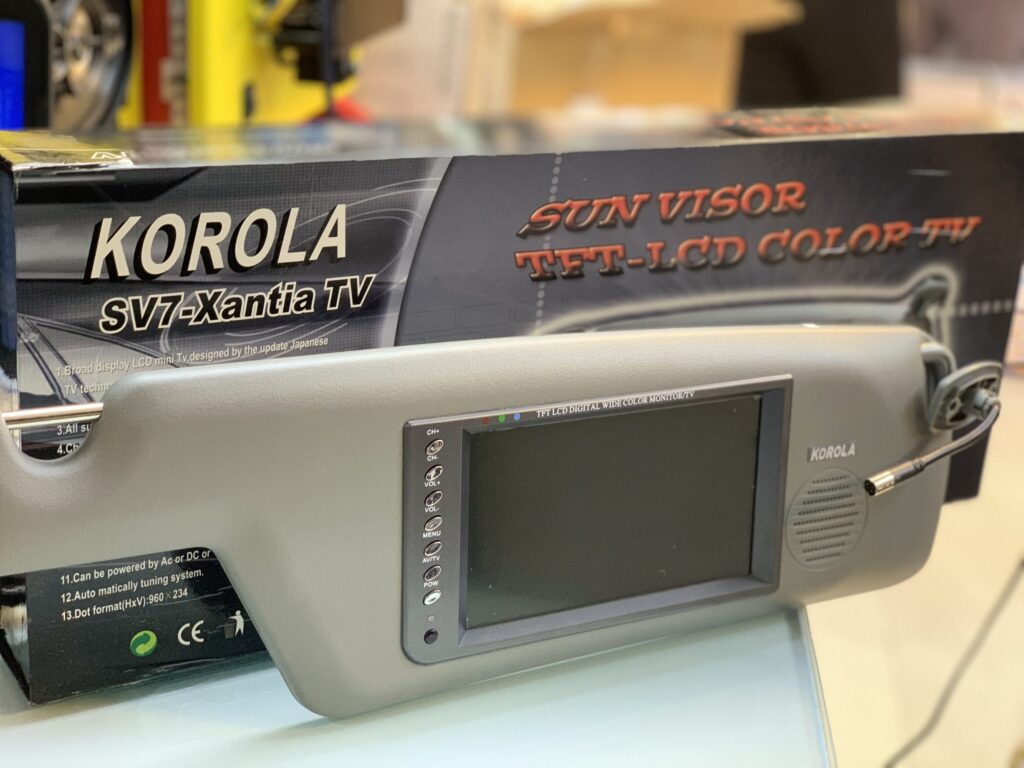 KOROLA
SV7-Xantia TV
SUN VISOR
TFT-LCD COLOR TV
1.Broad display LCD mini Tv,designed by the update Japanese
TV techno
3.All su
4.Ch
11.Can be powered by Ac or DC or
12.Auto matically tuning system.
13.Dot format(HxV):960×234
CE
TFT LCD DIGITAL WIDE COLOR MONITOR/TV
CH+
CH-
VOL+
VOL-
MENU
AV/TV
POW
KOROLA